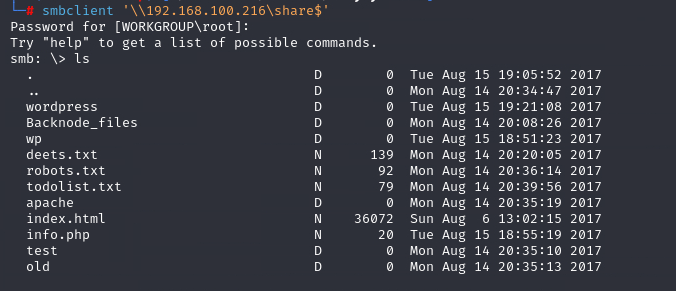 └─# smbclient '\\192.168.100.216\share$'
Password for [WORKGROUP\root]:
Try "help" to get a list of possible commands.
smb: \> ls
  .                                   D        0  Tue Aug 15 19:05:52 2017
  ..                                  D        0  Mon Aug 14 20:34:47 2017
  wordpress                           D        0  Tue Aug 15 19:21:08 2017
  Backnode_files                      D        0  Mon Aug 14 20:08:26 2017
  wp                                  D        0  Tue Aug 15 18:51:23 2017
  deets.txt                           N      139  Mon Aug 14 20:20:05 2017
  robots.txt                          N       92  Mon Aug 14 20:36:14 2017
  todolist.txt                        N       79  Mon Aug 14 20:39:56 2017
  apache                              D        0  Mon Aug 14 20:35:19 2017
  index.html                          N    36072  Sun Aug  6 13:02:15 2017
  info.php                            N       20  Tue Aug 15 18:55:19 2017
  test                                D        0  Mon Aug 14 20:35:10 2017
  old                                 D        0  Mon Aug 14 20:35:13 2017